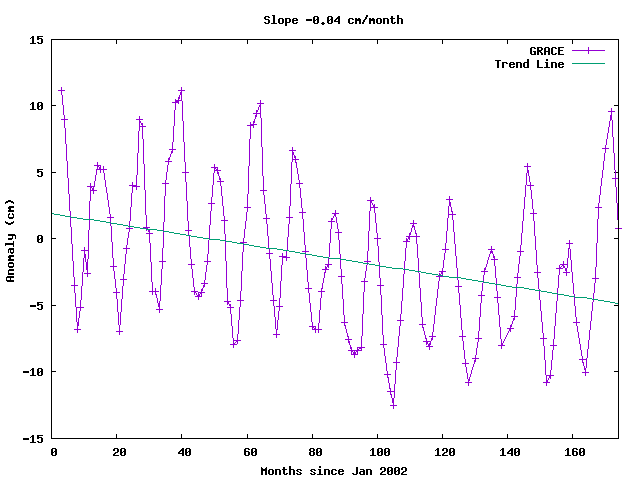 Slope -0.04 cm/month
GRACE
Trend Line
15
10
5
0
-5
-10
-15
Anomaly (cm)
0 20 40 60 80 100 120 140 160
Months since Jan 2002